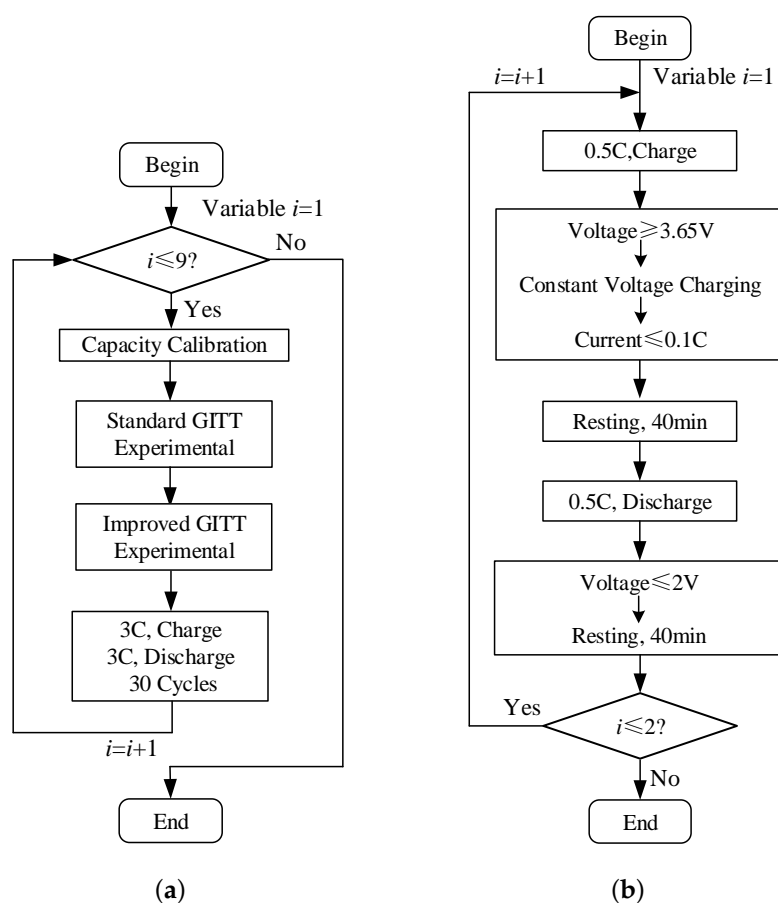 Begin
Variable i=1
i≤9?
No
Yes
Capacity Calibration
Standard GITT
Experimental
Improved GITT
Experimental
3C, Charge
3C, Discharge
30 Cycles
i=i+1
End
(a)
Begin
i=i+1
Variable i=1
0.5C,Charge
Voltage≥3.65V
Constant Voltage Charging
Current≤0.1C
Resting, 40min
0.5C, Discharge
Voltage≤2V
Resting, 40min
Yes
i≤2?
No
End
(b)